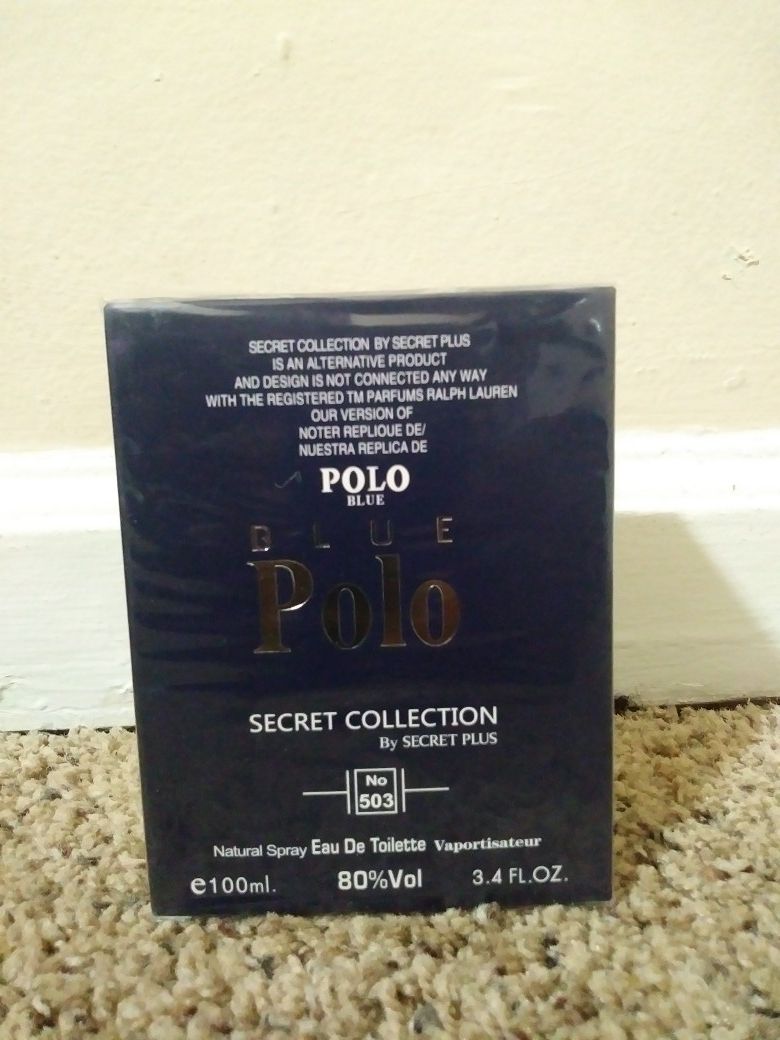 SECRET COLLECTION BY SECRET PLUS
IS AN ALTERNATIVE PRODUCT
AND DESIGN IS NOT CONNECTED ANY WAY
WITH THE REGISTERED TM PARFUMS RALPH LAUREN
OUR VERSION OF
NOTER REPLIQUE DE/
NUESTRA REPLICA DE
POLO
BLUE
BLUE
Polo
SECRET COLLECTION
By SECRET PLUS
No
503
Natural Spray Eau De Toilette Vaportisateur
e100ml. 80%Vol 3.4 FL.OZ.